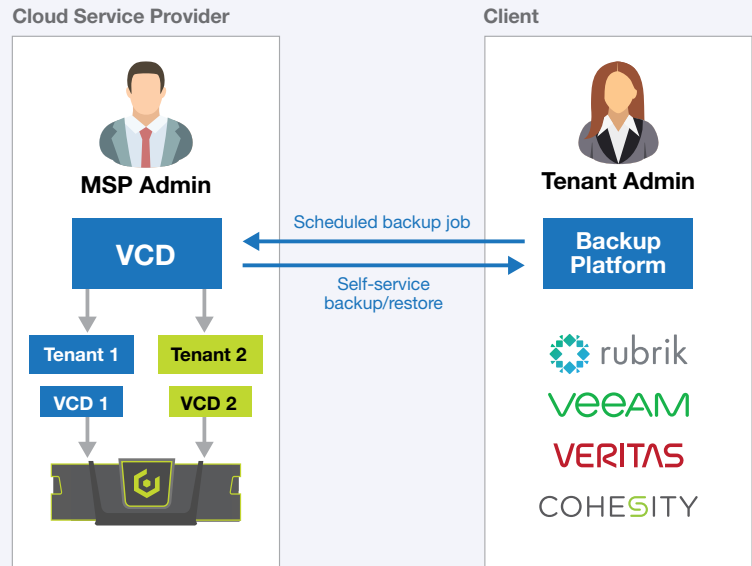 Cloud Service Provider
MSP Admin
VCD
Tenant 1
Tenant 2
VCD 1
VCD 2
Scheduled backup job
Self-service
backup/restore
Client
Tenant Admin
Backup
Platform
rubrik
veeAM
VERITAS
COHESITY